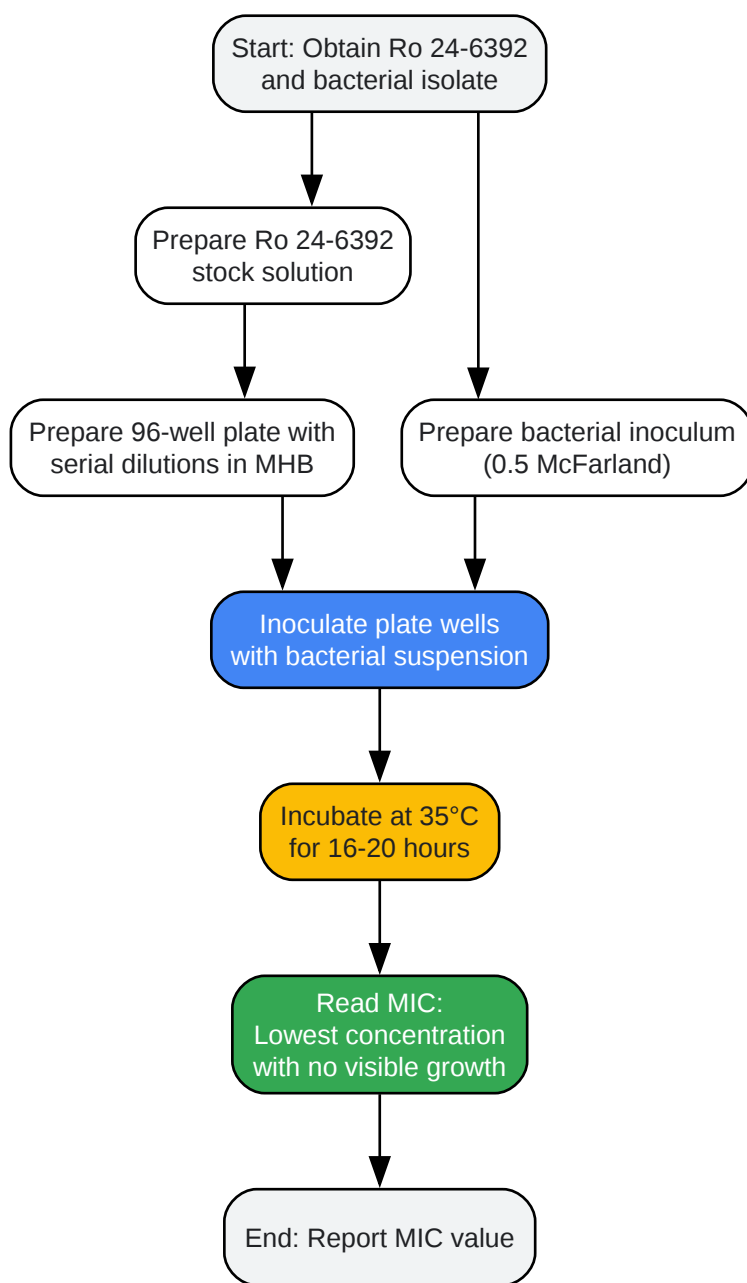 Start: Obtain Ro 24-6392
and bacterial isolate
Prepare Ro 24-6392
stock solution
Prepare 96-well plate with
serial dilutions in MHB
Prepare bacterial inoculum
(0.5 McFarland)
Inoculate plate wells
with bacterial suspension
Incubate at 35°C
for 16-20 hours
Read MIC:
Lowest concentration
with no visible growth
End: Report MIC value